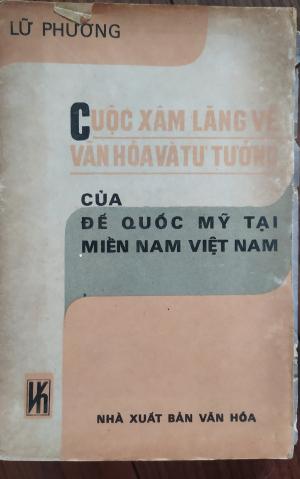 LỮ PHƯƠNG
CUỘC XÂM LĂNG VỀ
VĂN HÓA VÀ TƯ TƯỞNG
CỦA
ĐẾ QUỐC MỸ TẠI
MIỀN NAM VIỆT NAM
VH
NHÀ XUẤT BẢN VĂN HÓA